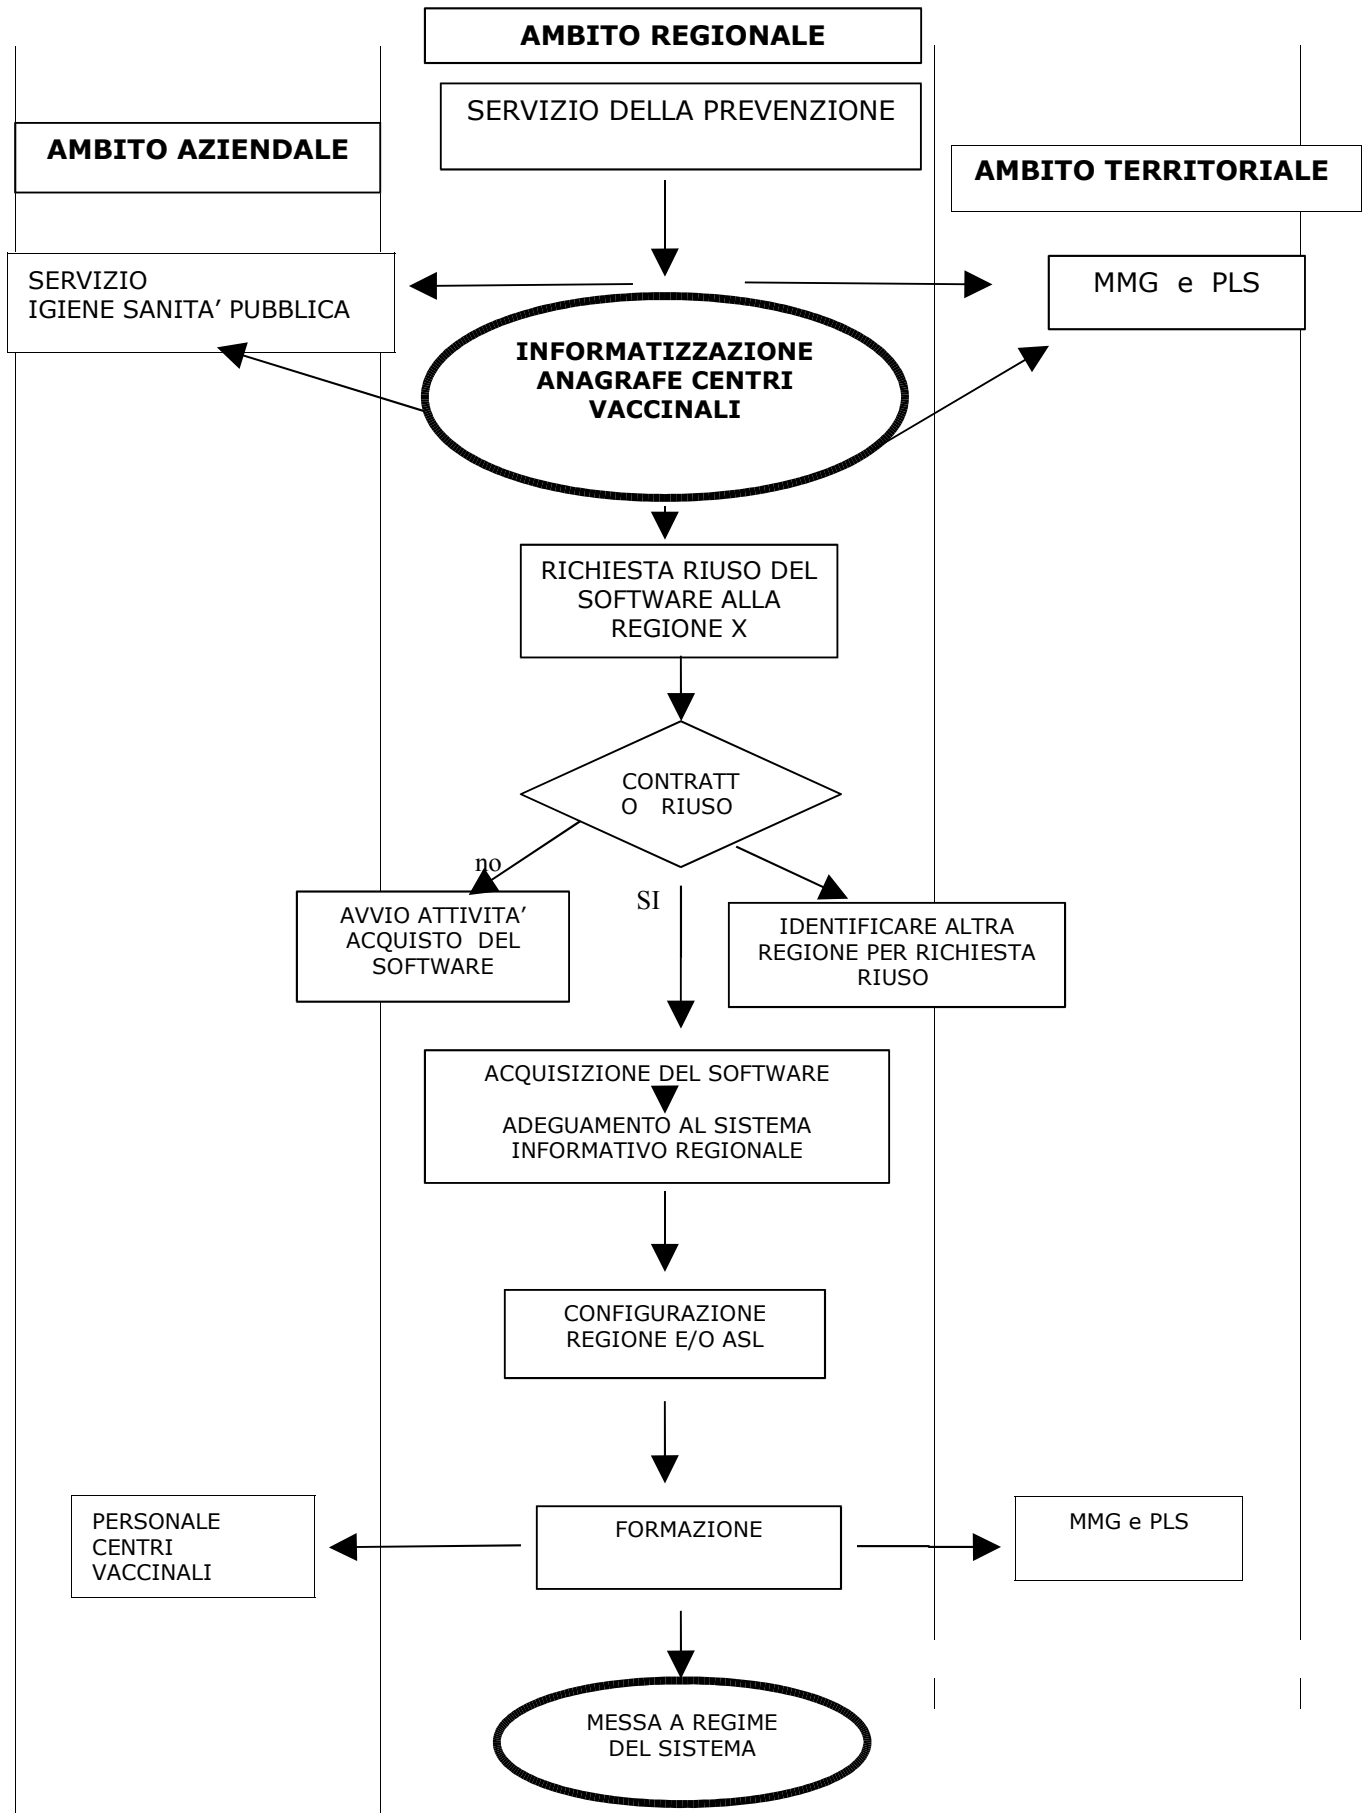 AMBITO REGIONALE
SERVIZIO DELLA PREVENZIONE
AMBITO AZIENDALE
AMBITO TERRITORIALE
SERVIZIO
IGIENE SANITA’ PUBBLICA
MMG e PLS
INFORMATIZZAZIONE
ANAGRAFE CENTRI
VACCINALI
RICHIESTA RIUSO DEL
SOFTWARE ALLA
REGIONE X
CONTRATT
O RIUSO
no
SI
AVVIO ATTIVITA’
ACQUISTO DEL
SOFTWARE
IDENTIFICARE ALTRA
REGIONE PER RICHIESTA
RIUSO
ACQUISIZIONE DEL SOFTWARE
ADEGUAMENTO AL SISTEMA
INFORMATIVO REGIONALE
CONFIGURAZIONE
REGIONE E/O ASL
PERSONALE
CENTRI
VACCINALI
FORMAZIONE
MMG e PLS
MESSA A REGIME
DEL SISTEMA